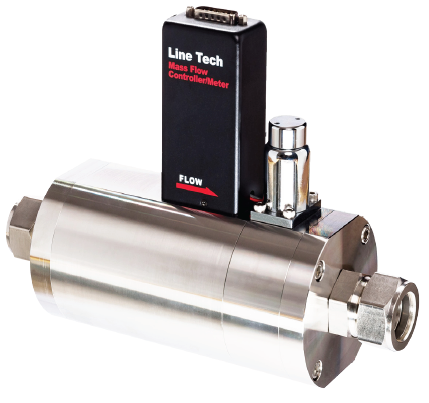 Line Tech
Mass Flow
Controller/Meter
FLOW